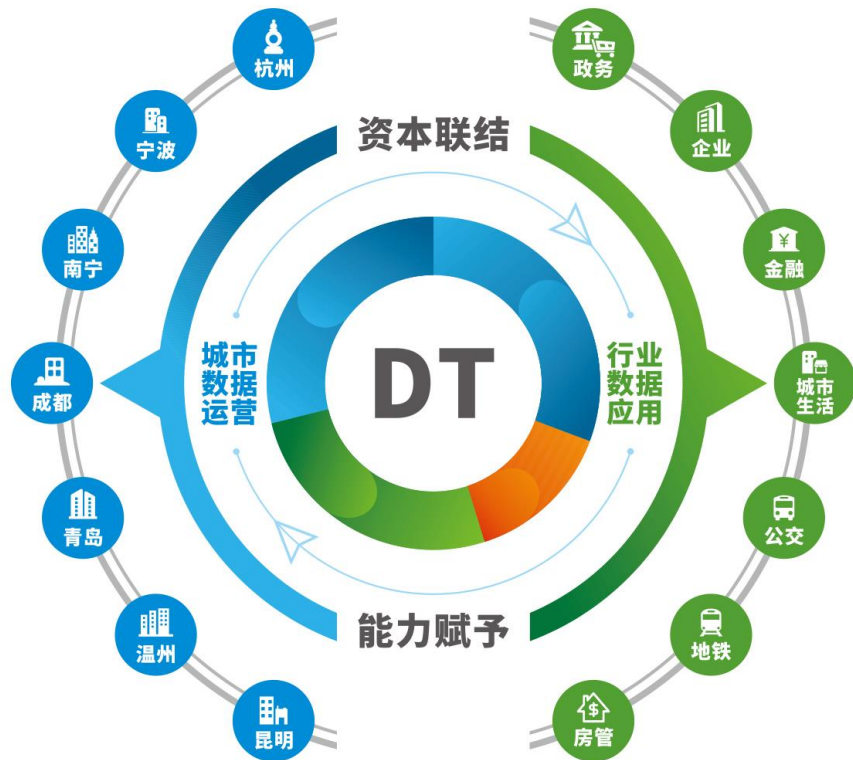 杭州
宁波
南宁
成都
青岛
温州
昆明
资本联结
城市
数据
运营
DT
行业
数据
应用
能力赋予
政务
企业
¥
金融
城市
生活
公交
地铁
$
房管